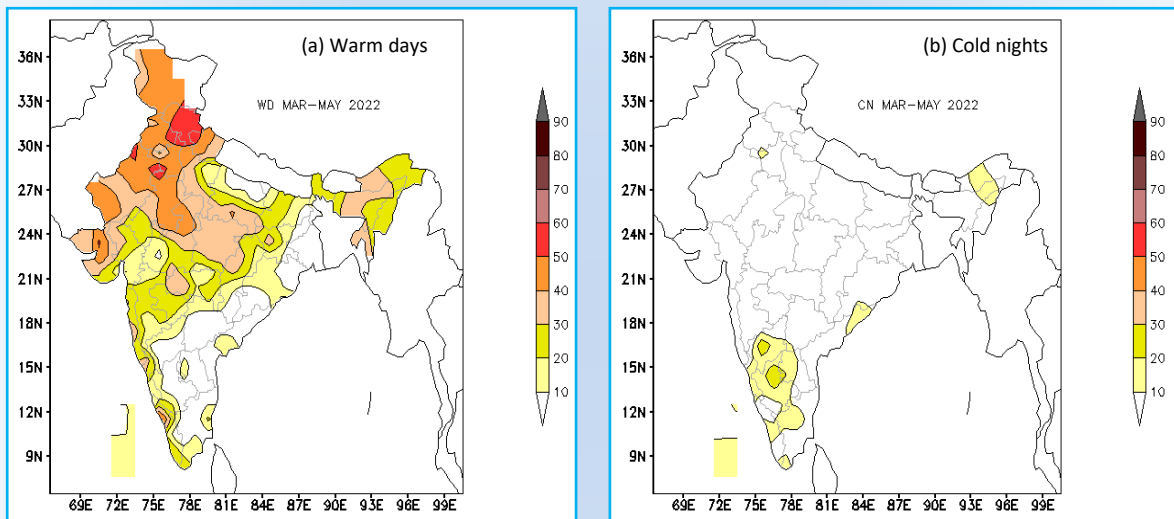 (a) Warm days
WD MAR-MAY 2022
36N
33N
30N
27N
24N
21N
18N
15N
12N
9N
69E 72E 75E 78E 81E 84E 87E 90E 93E 96E 99E
90
80
70
60
50
40
30
20
10
(b) Cold nights
CN MAR-MAY 2022
36N
33N
30N
27N
24N
21N
18N
15N
12N
9N
69E 72E 75E 78E 81E 84E 87E 90E 93E 96E 99E
90
80
70
60
50
40
30
20
10